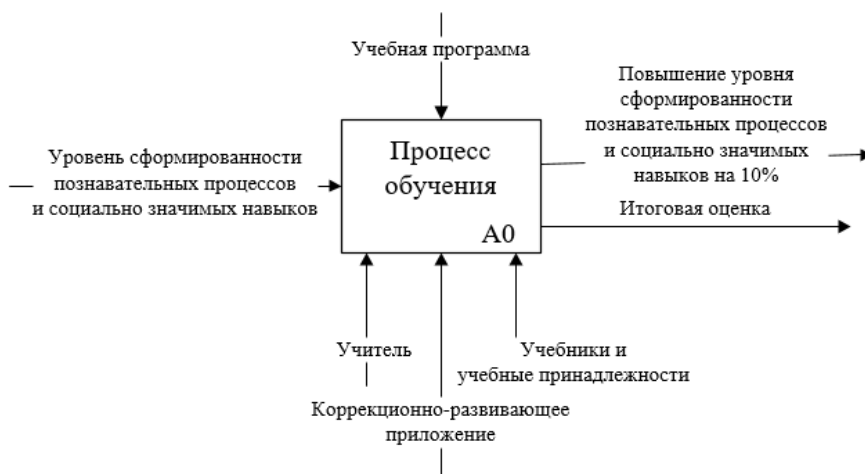 Учебная программа
Повышение уровня
сформированности
познавательных процессов
и социально значимых
навыков на 10%
Уровень сформированности
познавательных процессов
и социально значимых навыков
Процесс
обучения
А0
Итоговая оценка
Учитель
Учебники и
учебные принадлежности
Коррекционно-развивающее
приложение